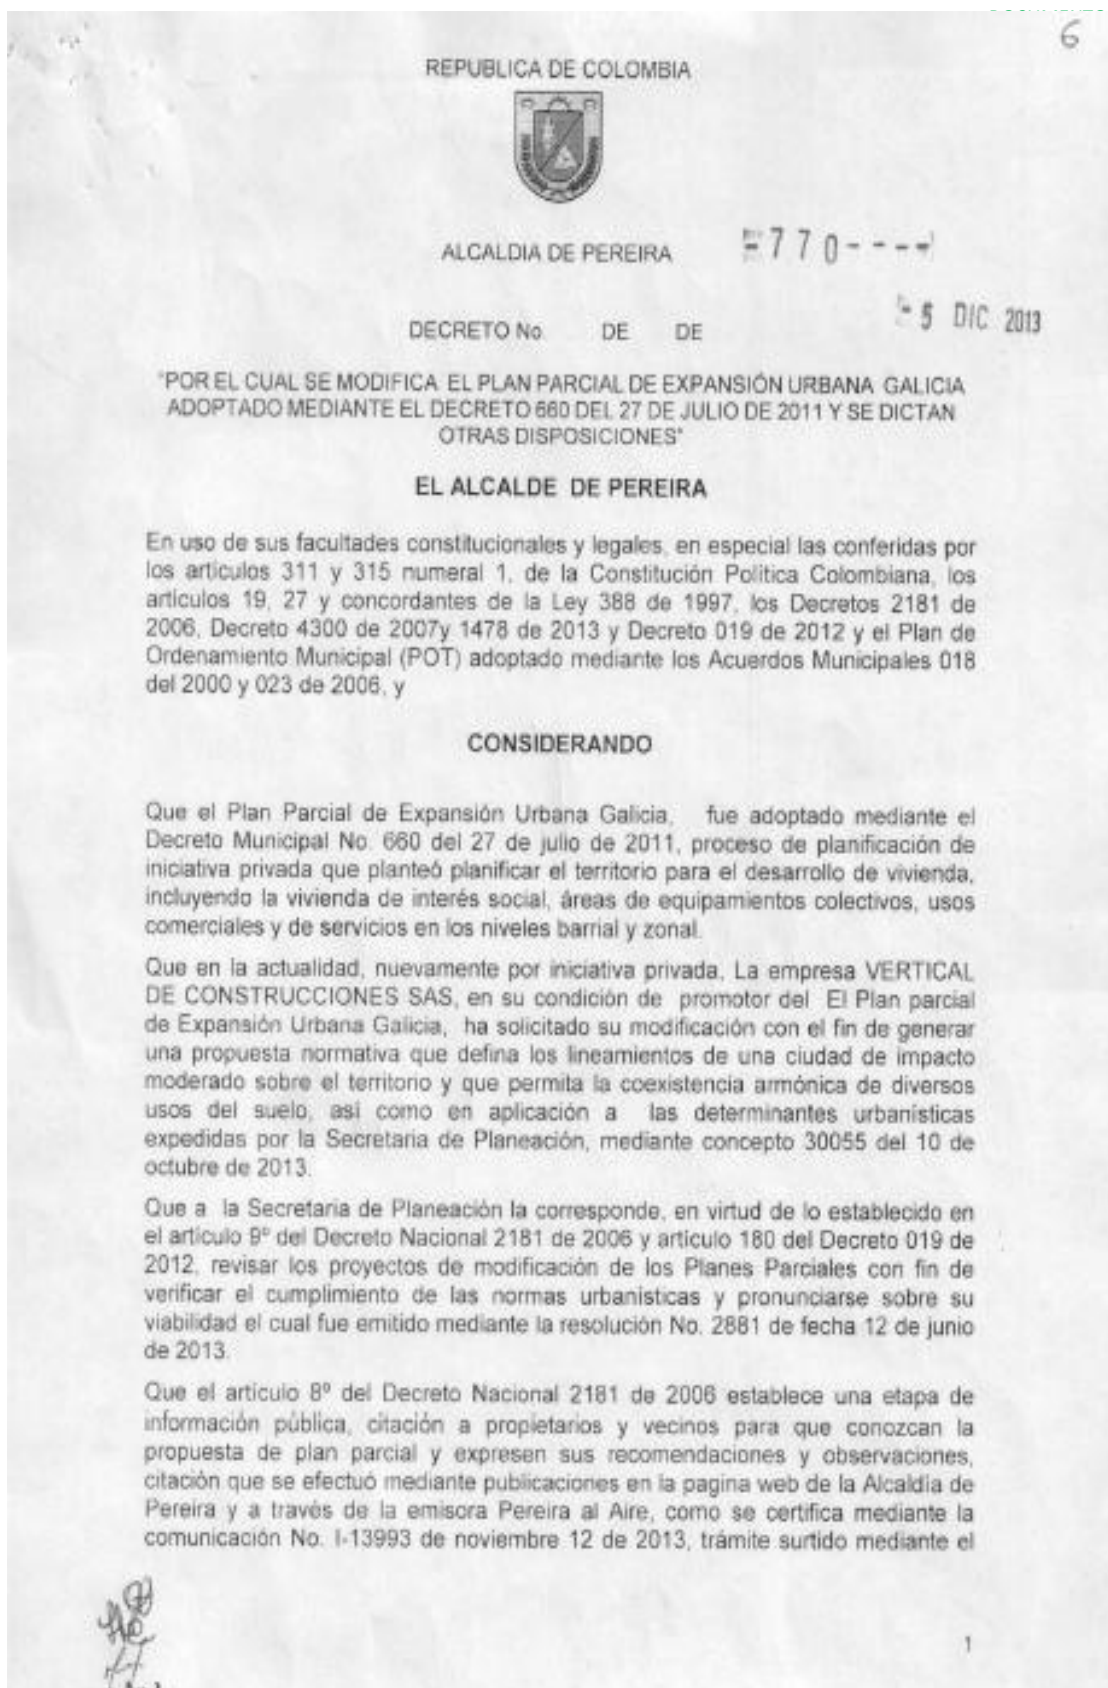 6
REPUBLICA DE COLOMBIA
ALCALDIA DE PEREIRA
-770----
- 5 DIC 2013
DECRETO No. DE DE
"POR EL CUAL SE MODIFICA EL PLAN PARCIAL DE EXPANSIÓN URBANA GALICIA
ADOPTADO MEDIANTE EL DECRETO 660 DEL 27 DE JULIO DE 2011 Y SE DICTAN
OTRAS DISPOSICIONES"
EL ALCALDE DE PEREIRA
En uso de sus facultades constitucionales y legales, en especial las conferidas por
los artículos 311 y 315 numeral 1, de la Constitución Política Colombiana, los
artículos 19, 27 y concordantes de la Ley 388 de 1997, los Decretos 2181 de
2006, Decreto 4300 de 2007y 1478 de 2013 y Decreto 019 de 2012 y el Plan de
Ordenamiento Municipal (POT) adoptado mediante los Acuerdos Municipales 018
del 2000 y 023 de 2006, y
CONSIDERANDO
Que el Plan Parcial de Expansión Urbana Galicia, fue adoptado mediante el
Decreto Municipal No. 660 del 27 de julio de 2011, proceso de planificación de
iniciativa privada que planteó planificar el territorio para el desarrollo de vivienda,
incluyendo la vivienda de interés social, áreas de equipamientos colectivos, usos
comerciales y de servicios en los niveles barrial y zonal.
Que en la actualidad, nuevamente por iniciativa privada, La empresa VERTICAL
DE CONSTRUCCIONES SAS, en su condición de promotor del El Plan parcial
de Expansión Urbana Galicia, ha solicitado su modificación con el fin de generar
una propuesta normativa que defina los lineamientos de una ciudad de impacto
moderado sobre el territorio y que permita la coexistencia armónica de diversos
usos del suelo, así como en aplicación a las determinantes urbanísticas
expedidas por la Secretaria de Planeación, mediante concepto 30055 del 10 de
octubre de 2013.
Que a la Secretaria de Planeación la corresponde, en virtud de lo establecido en
el artículo 9º del Decreto Nacional 2181 de 2006 y artículo 180 del Decreto 019 de
2012, revisar los proyectos de modificación de los Planes Parciales con fin de
verificar el cumplimiento de las normas urbanísticas y pronunciarse sobre su
viabilidad el cual fue emitido mediante la resolución No. 2881 de fecha 12 de junio
de 2013.
Que el artículo 8º del Decreto Nacional 2181 de 2006 establece una etapa de
información pública, citación a propietarios y vecinos para que conozcan la
propuesta de plan parcial y expresen sus recomendaciones y observaciones,
citación que se efectuó mediante publicaciones en la pagina web de la Alcaldía de
Pereira y a través de la emisora Pereira al Aire, como se certifica mediante la
comunicación No. I-13993 de noviembre 12 de 2013, trámite surtido mediante el
1